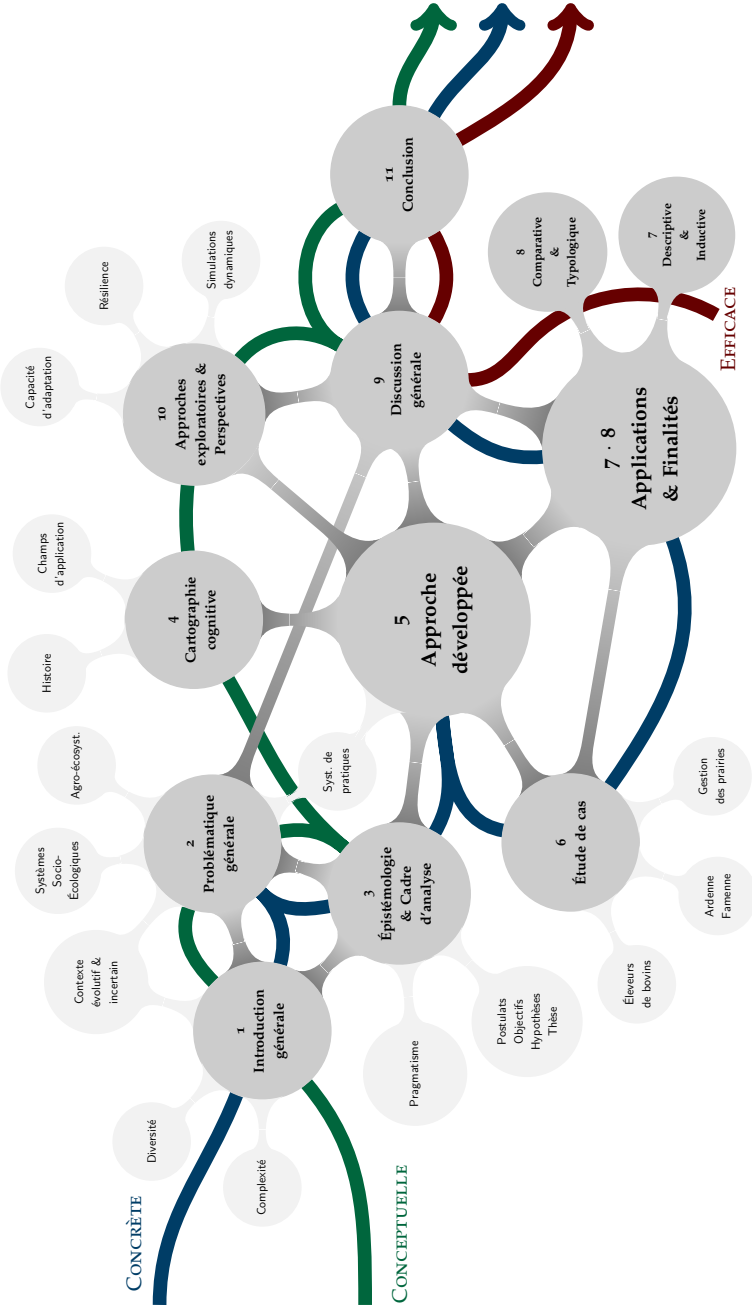 Concrète
Conceptuelle
Efficace
Diversité
Complexité
1
Introduction
générale
Contexte
évolutif &
incertain
Systèmes
Socio-
Écologiques
Agro-écosyst.
2
Problématique
générale
3
Épistémologie
& Cadre
d'analyse
Pragmatisme
Postulats
Objectifs
Hypothèses
Thèse
Syst. de
pratiques
Histoire
Champs
d'application
4
Cartographie
cognitive
5
Approche
développée
6
Étude de cas
Éleveurs
de bovins
Ardenne
Famenne
Gestion
des prairies
7 · 8
Applications
& Finalités
8
Comparative
&
Typologique
7
Descriptive
&
Inductive
9
Discussion
générale
10
Approches
exploratoires &
Perspectives
Capacité
d'adaptation
Résilience
Simulations
dynamiques
11
Conclusion